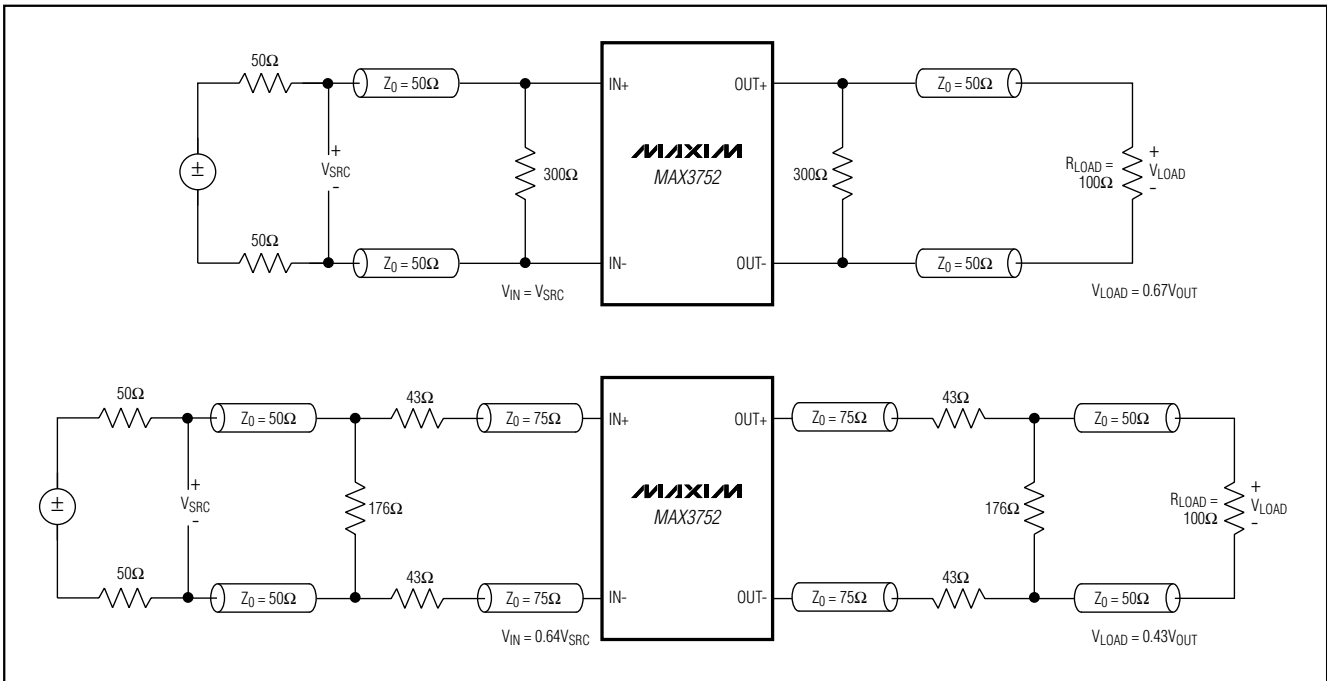 50Ω
Z0 = 50Ω
IN+
OUT+
Z0 = 50Ω
+
VSRC
-
±
300Ω
MAXIM
MAX3752
300Ω
RLOAD =
100Ω
+
VLOAD
-
50Ω
Z0 = 50Ω
IN-
OUT-
Z0 = 50Ω
VIN = VSRC
VLOAD = 0.67VOUT
50Ω
Z0 = 50Ω
43Ω
Z0 = 75Ω
IN+
OUT+
Z0 = 75Ω
43Ω
Z0 = 50Ω
+
VSRC
-
±
176Ω
MAXIM
MAX3752
176Ω
RLOAD =
100Ω
+
VLOAD
-
50Ω
Z0 = 50Ω
43Ω
Z0 = 75Ω
IN-
OUT-
Z0 = 75Ω
43Ω
Z0 = 50Ω
VIN = 0.64VSRC
VLOAD = 0.43VOUT